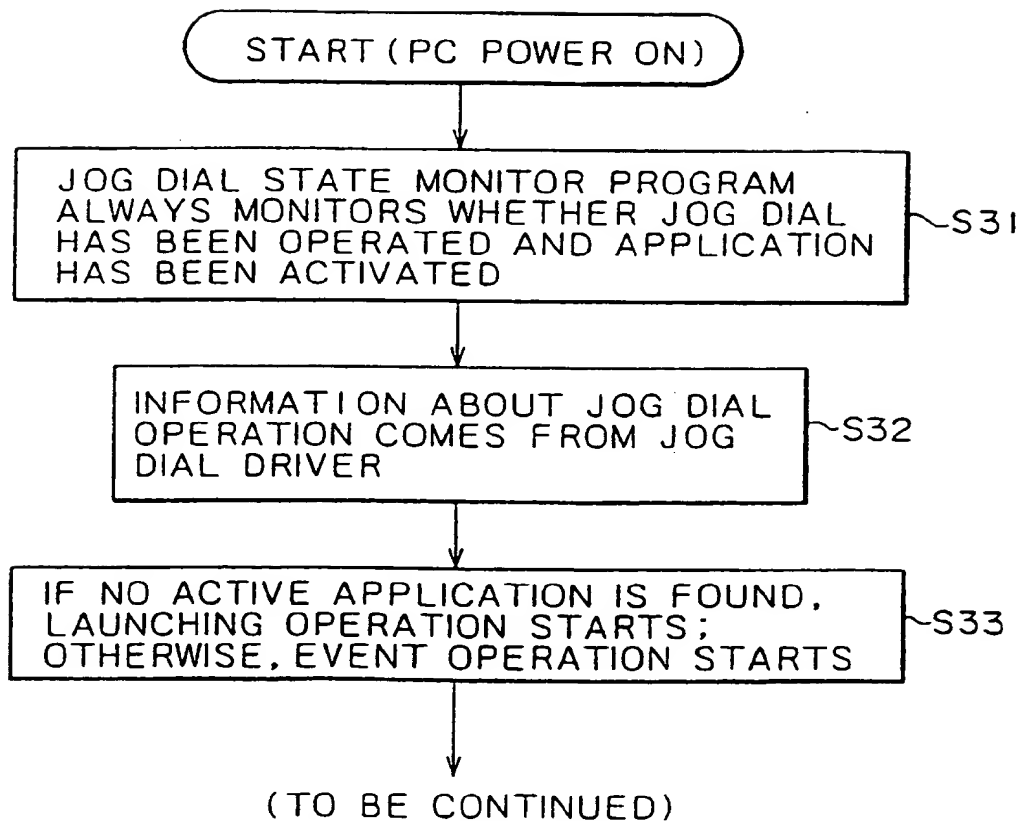 START (PC POWER ON)
JOG DIAL STATE MONITOR PROGRAM
ALWAYS MONITORS WHETHER JOG DIAL
HAS BEEN OPERATED AND APPLICATION
HAS BEEN ACTIVATED
S31
INFORMATION ABOUT JOG DIAL
OPERATION COMES FROM JOG
DIAL DRIVER
S32
IF NO ACTIVE APPLICATION IS FOUND,
LAUNCHING OPERATION STARTS;
OTHERWISE, EVENT OPERATION STARTS
S33
(TO BE CONTINUED)